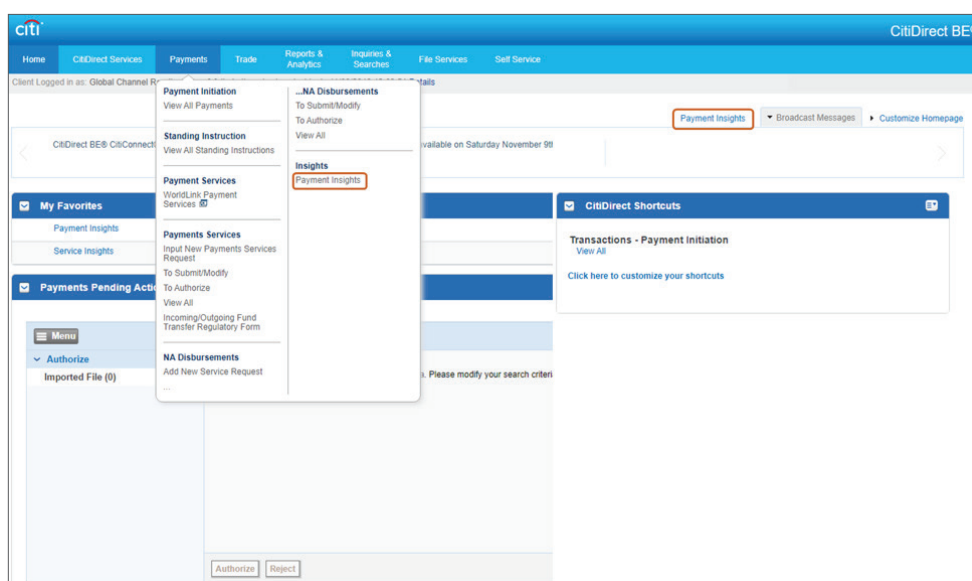 citi
CitiDirect BE®
Home CitiDirect Services Payments Trade Reports & Analytics Inquiries & Searches File Services Self Service
Client Logged in as: Global Channel
Details
Payment Insights Broadcast Messages Customize Homepage
CitiDirect BE® CitiConnect
available on Saturday November 9th
Payment Initiation
View All Payments
Standing Instruction
View All Standing Instructions
Payment Services
WorldLink Payment
Services
Payments Services
Input New Payments Services
Request
To Submit/Modify
To Authorize
View All
Incoming/Outgoing Fund
Transfer Regulatory Form
NA Disbursements
Add New Service Request
...
...NA Disbursements
To Submit/Modify
To Authorize
View All
Insights
Payment Insights
My Favorites
Payment Insights
Service Insights
Payments Pending
Menu
Authorize
Imported File (0)
. Please modify your search
Authorize Reject
CitiDirect Shortcuts
Transactions - Payment Initiation
View All
Click here to customize your shortcuts